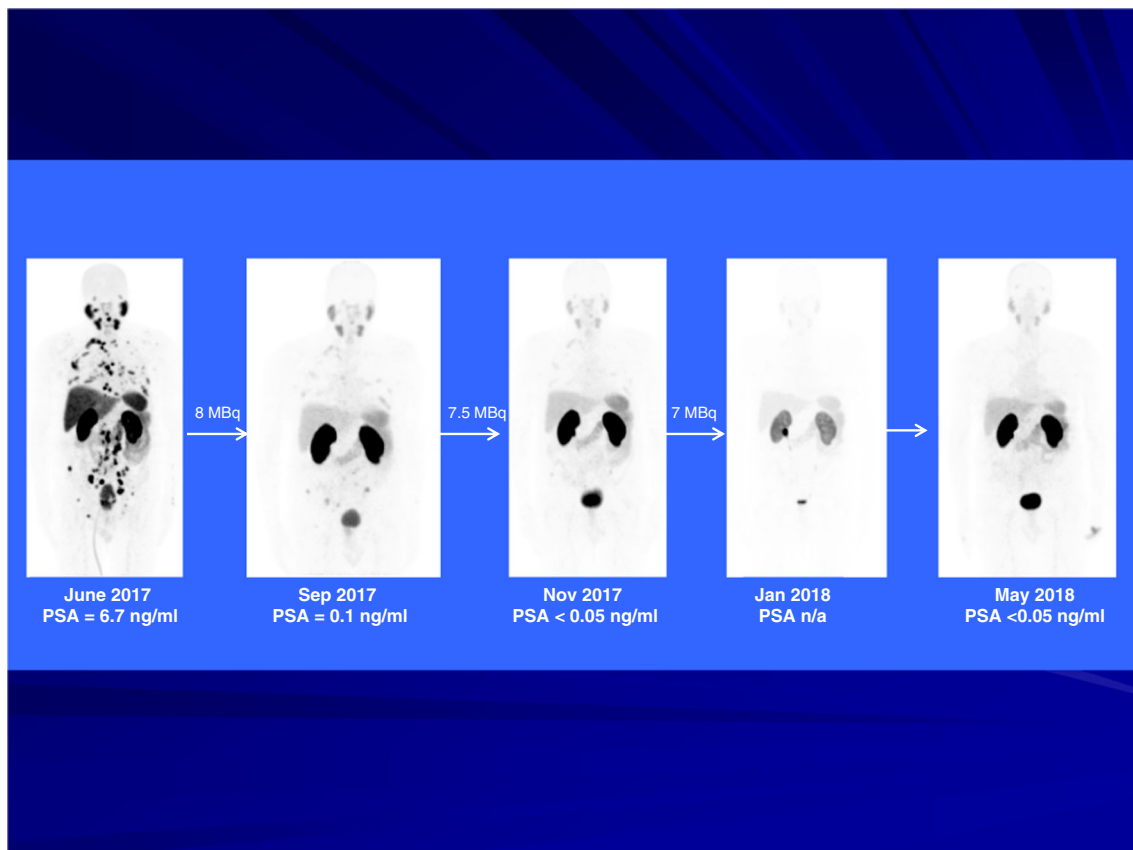 8 MBq
7.5 MBq
7 MBq
June 2017
PSA = 6.7 ng/ml
Sep 2017
PSA = 0.1 ng/ml
Nov 2017
PSA < 0.05 ng/ml
Jan 2018
PSA n/a
May 2018
PSA <0.05 ng/ml